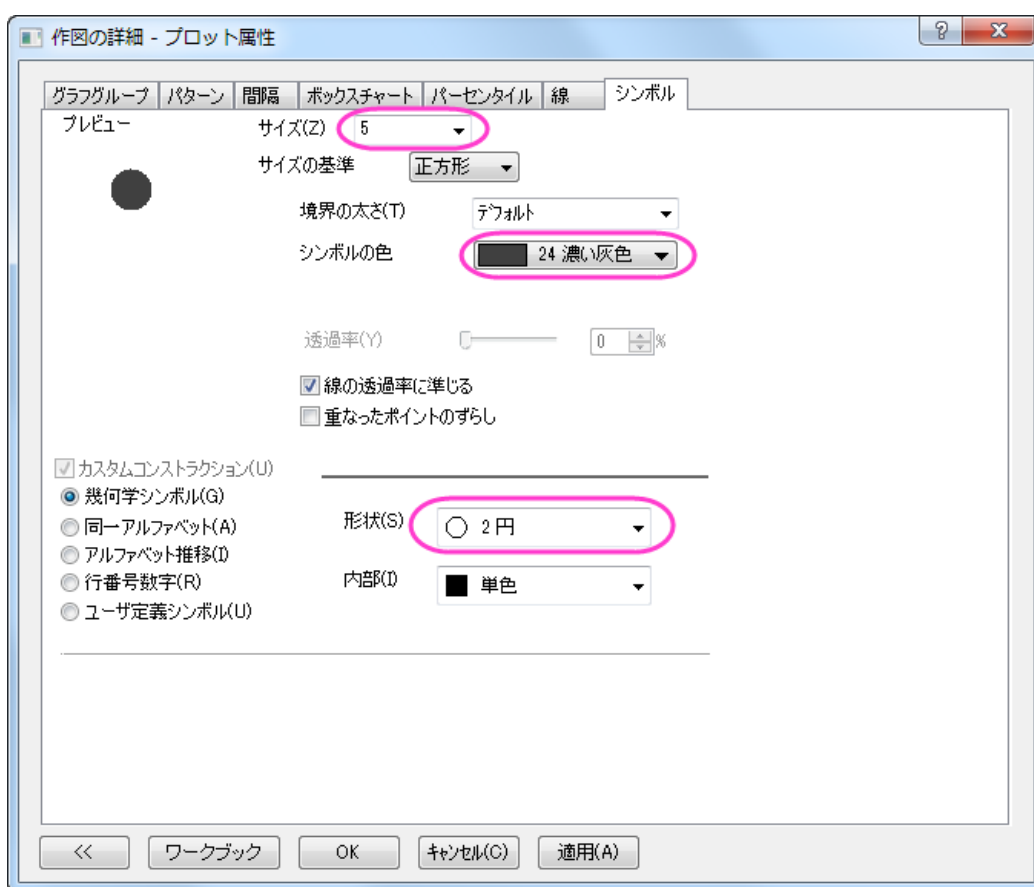 作図の詳細 - プロット属性
グラフグループ パターン 間隔 ボックスチャート パーセンタイル 線 シンボル
プレビュー
サイズ(Z) 5
サイズの基準 正方形
境界の太さ(T) デフォルト
シンボルの色 24 濃い灰色
透過率(Y) 0 %
線の透過率に準じる
重なったポイントのずらし
カスタムコンストラクション(U)
幾何学シンボル(G)
同一アルファベット(A)
アルファベット推移(I)
行番号数字(R)
ユーザ定義シンボル(U)
形状(S) 2 円
内部(I) 単色
<< ワークブック OK キャンセル(C) 適用(A)